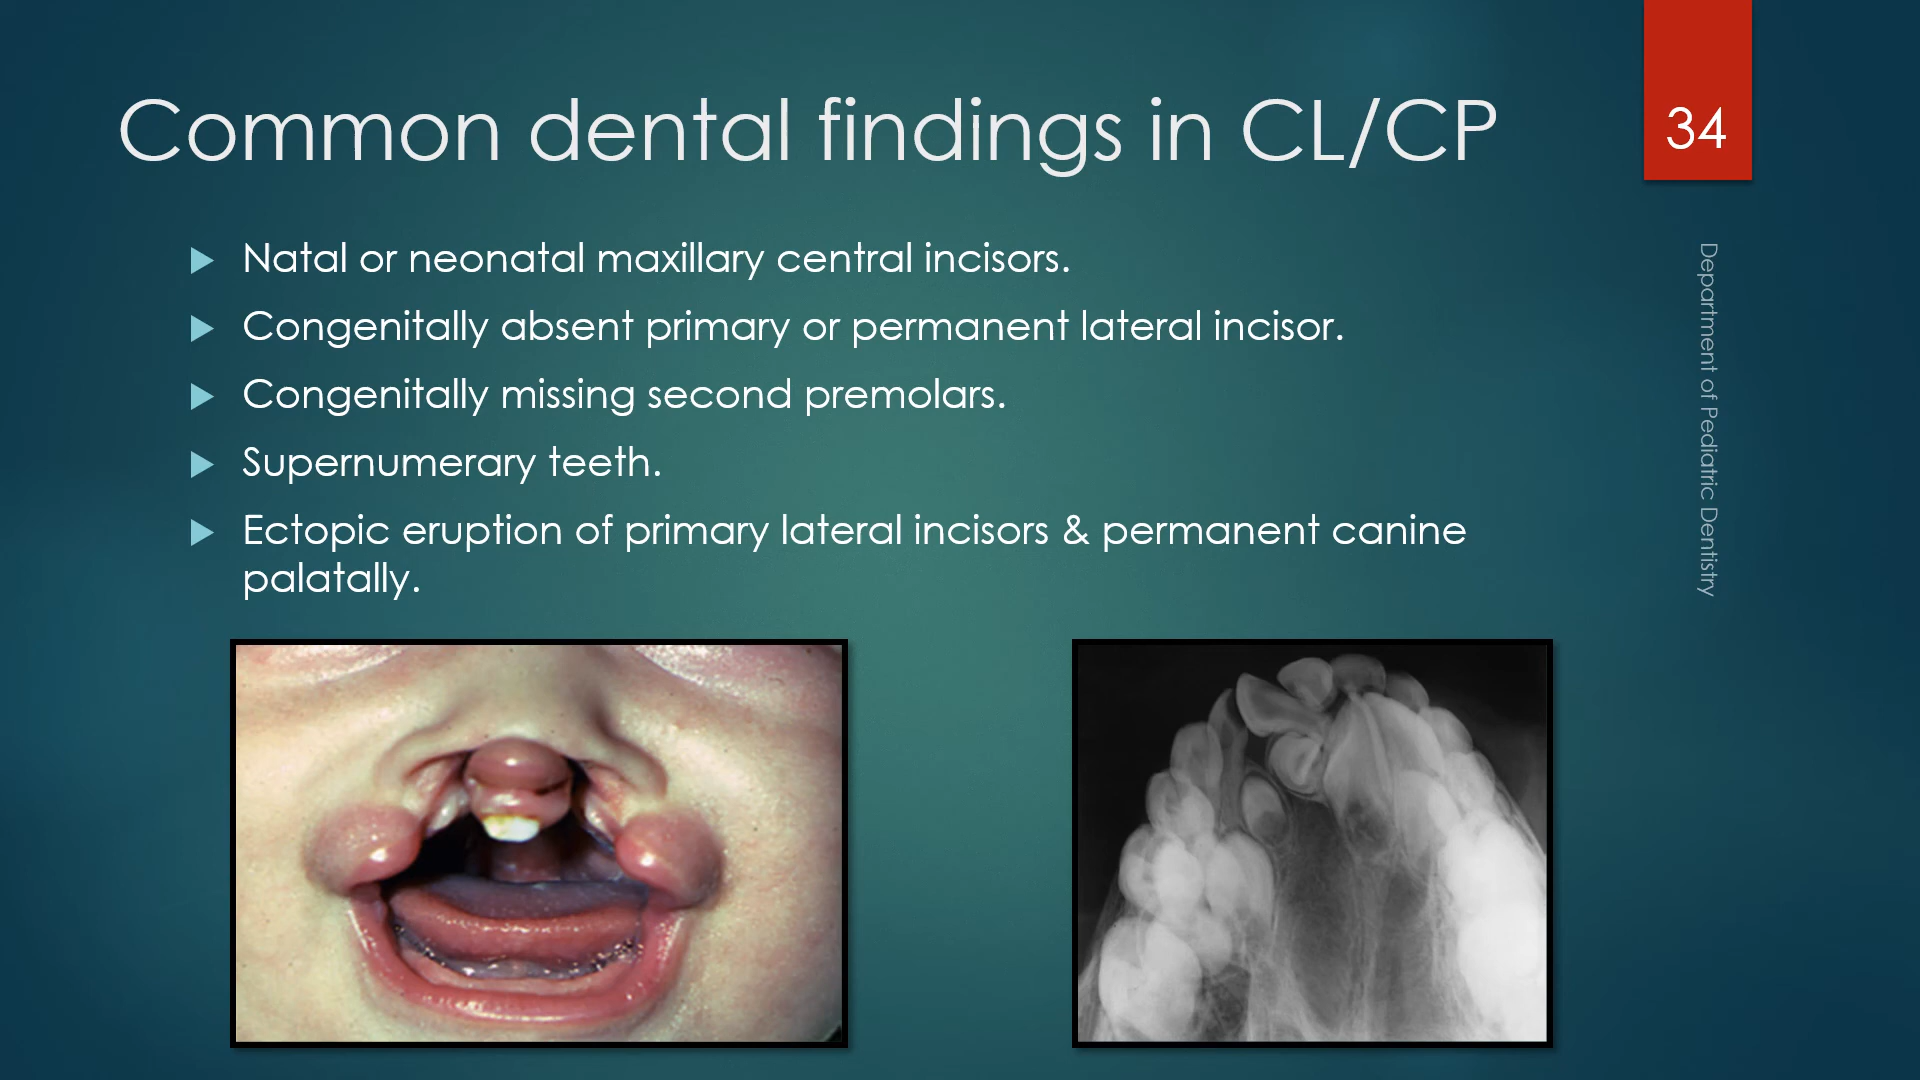 Common dental findings in CL/CP
34
Natal or neonatal maxillary central incisors.
Congenitally absent primary or permanent lateral incisor.
Congenitally missing second premolars.
Supernumerary teeth.
Ectopic eruption of primary lateral incisors & permanent canine
palatally.
Department of Pediatric Dentistry